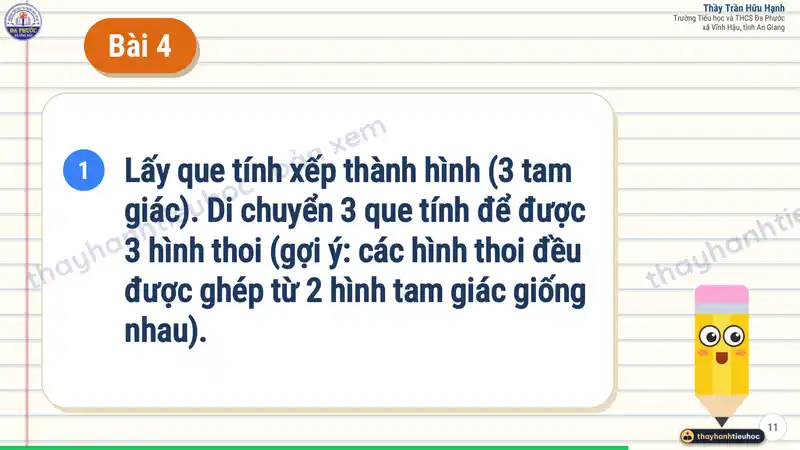 Thầy Trần Hữu Hạnh
Trường Tiểu học và THCS Đa Phước
xã Vĩnh Hậu, tỉnh An Giang
ĐA PHƯỚC
Bài 4
1
Lấy que tính xếp thành hình (3 tam
giác). Di chuyển 3 que tính để được
3 hình thoi (gợi ý: các hình thoi đều
được ghép từ 2 hình tam giác giống
nhau).
thayhanhtieuhoc
11